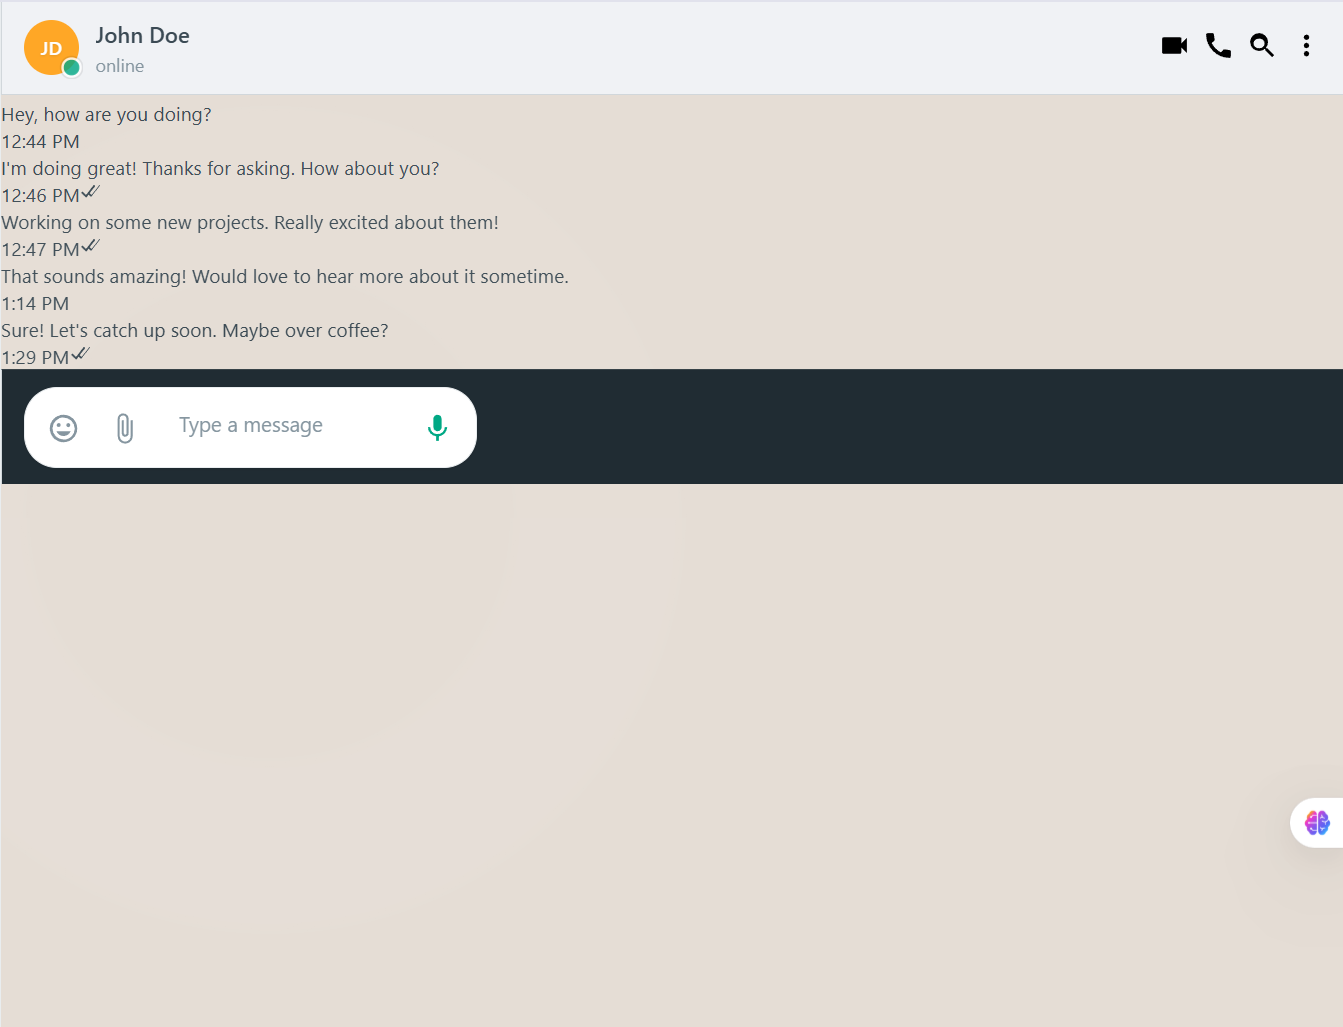 JD
John Doe
online
Hey, how are you doing?
12:44 PM
I'm doing great! Thanks for asking. How about you?
12:46 PM
Working on some new projects. Really excited about them!
12:47 PM
That sounds amazing! Would love to hear more about it sometime.
1:14 PM
Sure! Let's catch up soon. Maybe over coffee?
1:29 PM
Type a message